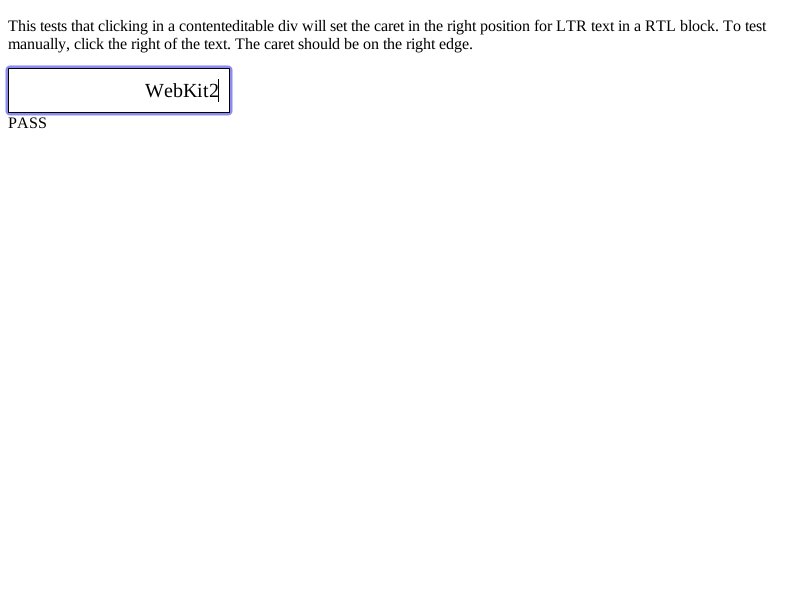 This tests that clicking in a contenteditable div will set the caret in the right position for LTR text in a RTL block. To test
manually, click the right of the text. The caret should be on the right edge.
WebKit2
PASS